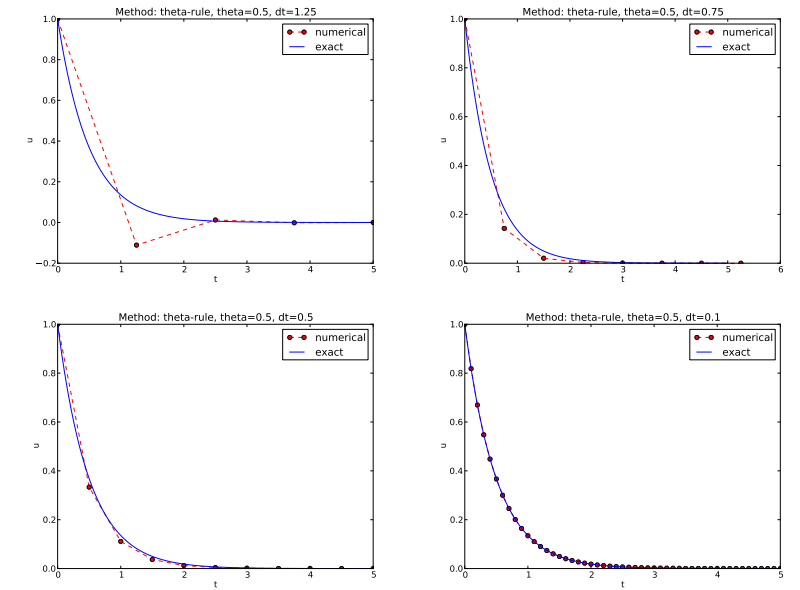 Method: theta-rule, theta=0.5, dt=1.25
1.0
0.8
0.6
0.4
0.2
0.0
−0.2
u
numerical
exact
0 1 2 3 4 5
t
Method: theta-rule, theta=0.5, dt=0.75
1.0
0.8
0.6
0.4
0.2
0.0
u
numerical
exact
0 1 2 3 4 5 6
t
Method: theta-rule, theta=0.5, dt=0.5
1.0
0.8
0.6
0.4
0.2
0.0
u
numerical
exact
0 1 2 3 4 5
t
Method: theta-rule, theta=0.5, dt=0.1
1.0
0.8
0.6
0.4
0.2
0.0
u
numerical
exact
0 1 2 3 4 5
t